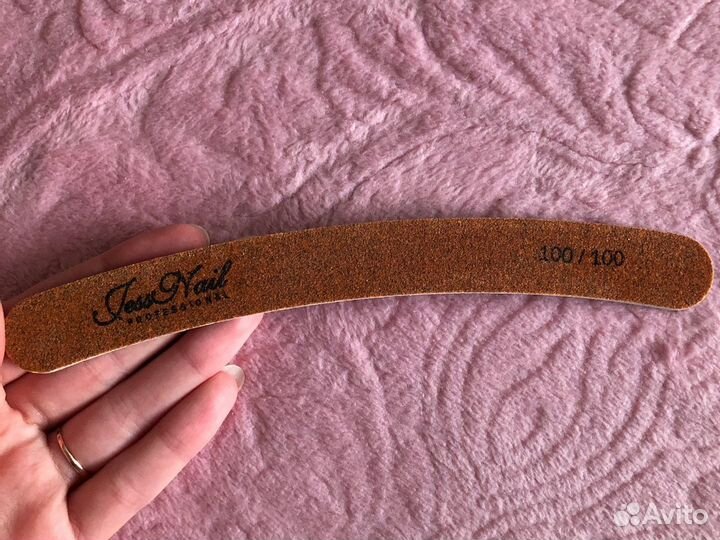 JessNail
PROFESSIONAL
100 / 100
Avito